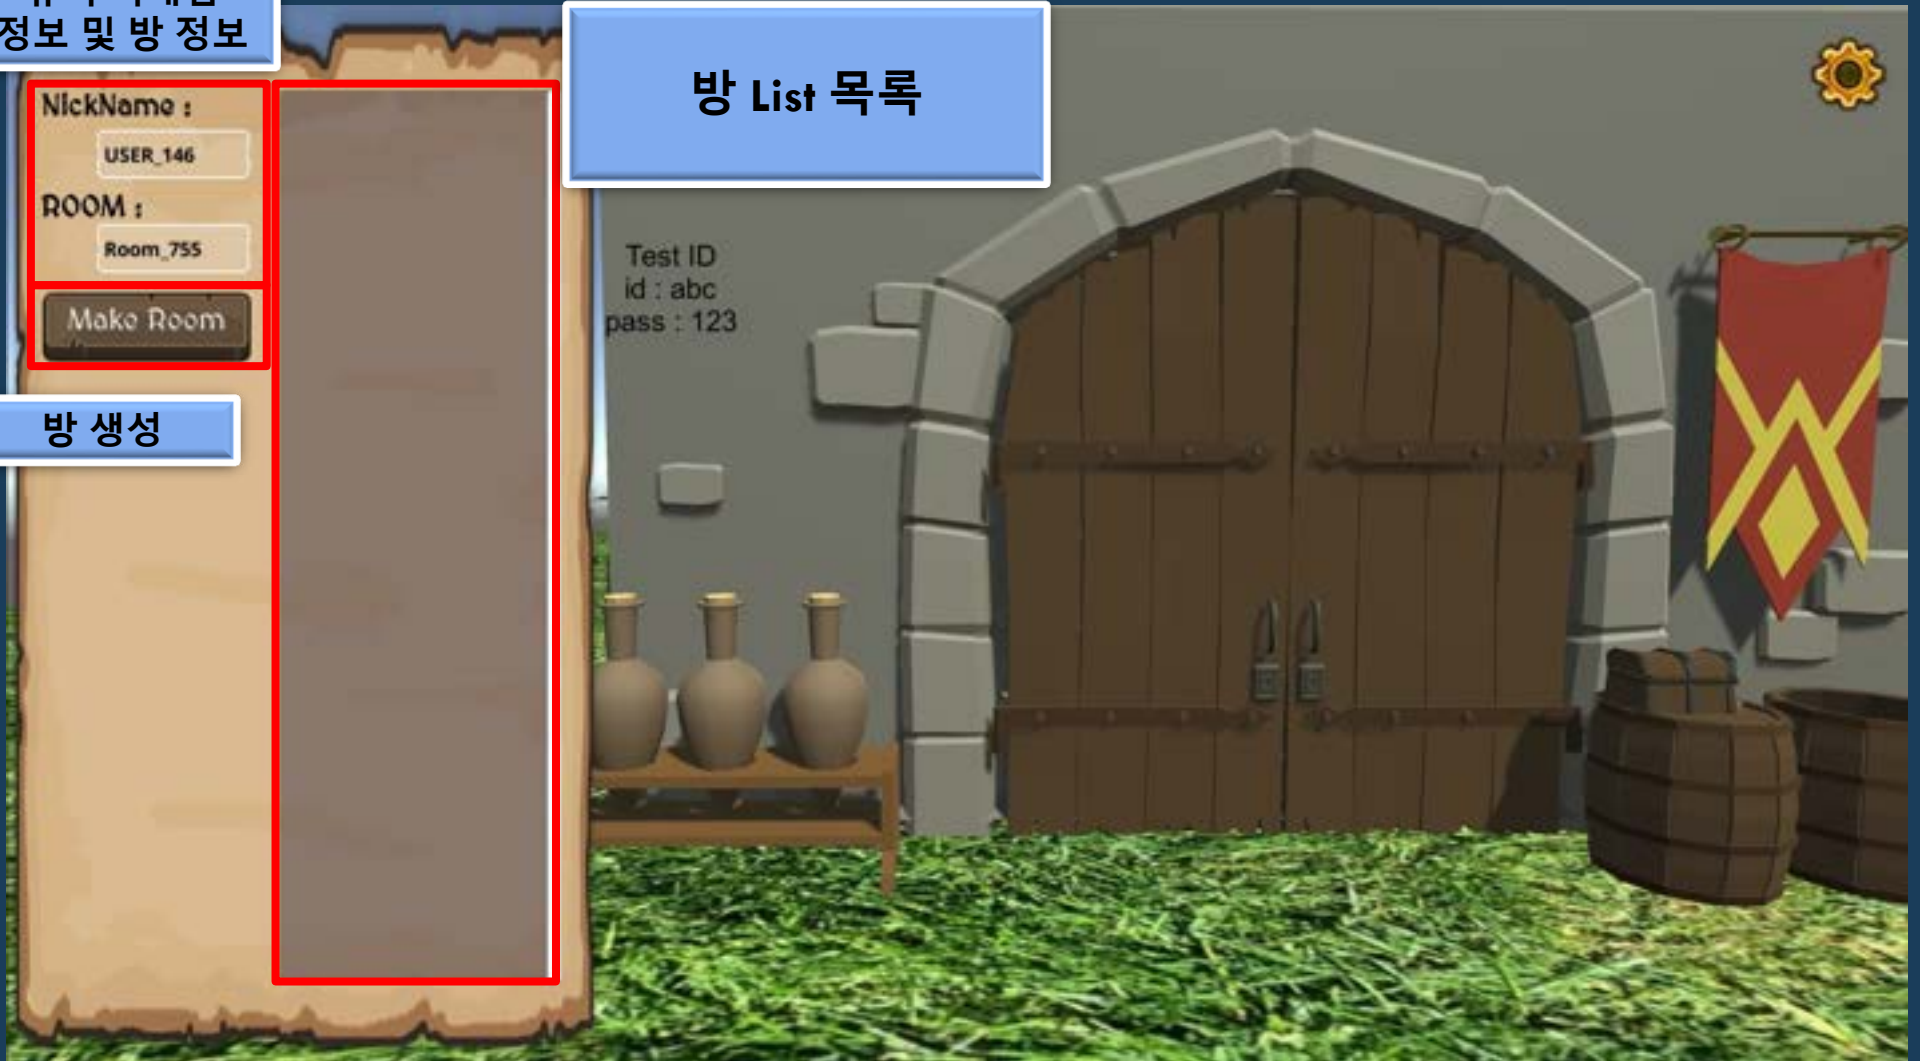 정보 및 방 정보
방 List 목록
NickName :
USER_146
ROOM :
Room_755
Make Room
방 생성
Test ID
id : abc
pass : 123